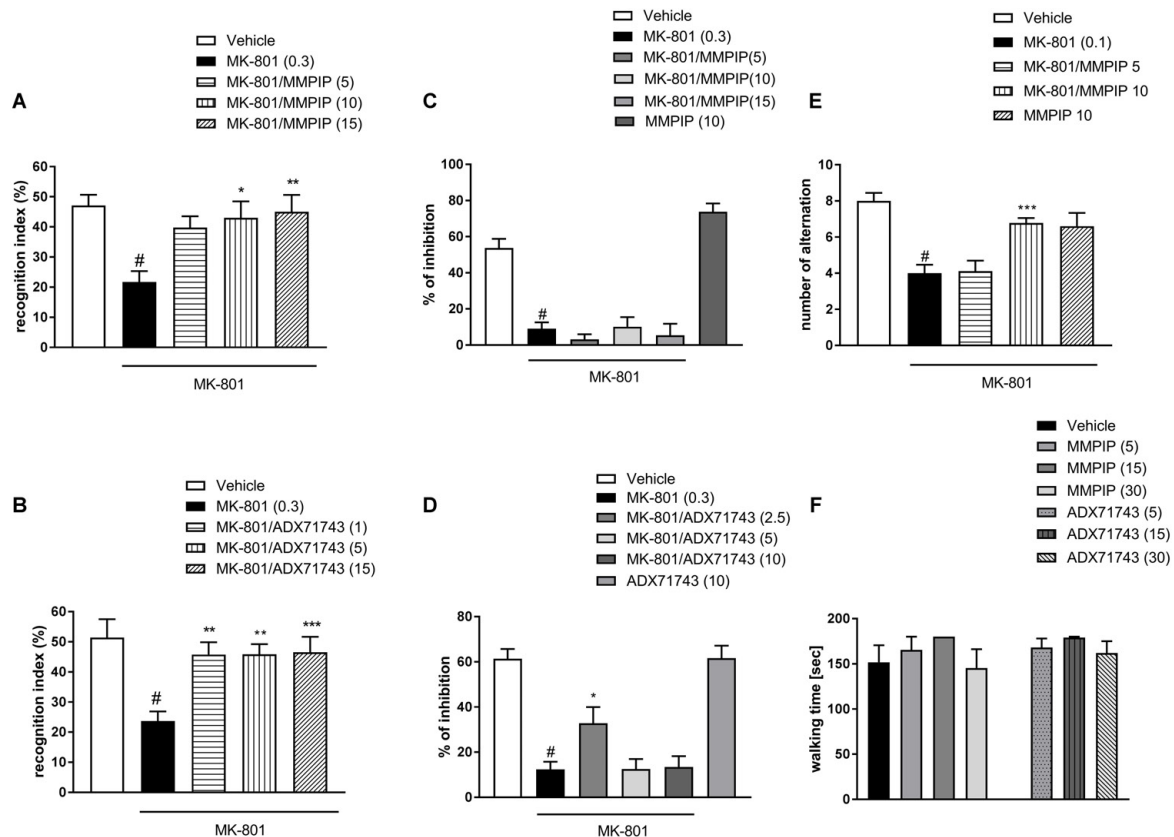 A
Vehicle
MK-801 (0.3)
MK-801/MMPIP (5)
MK-801/MMPIP (10)
MK-801/MMPIP (15)
recognition index (%)
60
50
40
30
20
10
0
#
*
**
MK-801
C
Vehicle
MK-801 (0.3)
MK-801/MMPIP(5)
MK-801/MMPIP(10)
MK-801/MMPIP(15)
MMPIP (10)
% of inhibition
100
80
60
40
20
0
#
MK-801
E
Vehicle
MK-801 (0.1)
MK-801/MMPIP 5
MK-801/MMPIP 10
MMPIP 10
number of alternation
10
8
6
4
2
0
#
***
MK-801
B
Vehicle
MK-801 (0.3)
MK-801/ADX71743 (1)
MK-801/ADX71743 (5)
MK-801/ADX71743 (15)
recognition index (%)
60
50
40
30
20
10
0
#
**
**
***
MK-801
D
Vehicle
MK-801 (0.3)
MK-801/ADX71743 (2.5)
MK-801/ADX71743 (5)
MK-801/ADX71743 (10)
ADX71743 (10)
% of inhibition
80
60
40
20
0
#
*
MK-801
F
Vehicle
MMPIP (5)
MMPIP (15)
MMPIP (30)
ADX71743 (5)
ADX71743 (15)
ADX71743 (30)
walking time [sec]
200
150
100
50
0